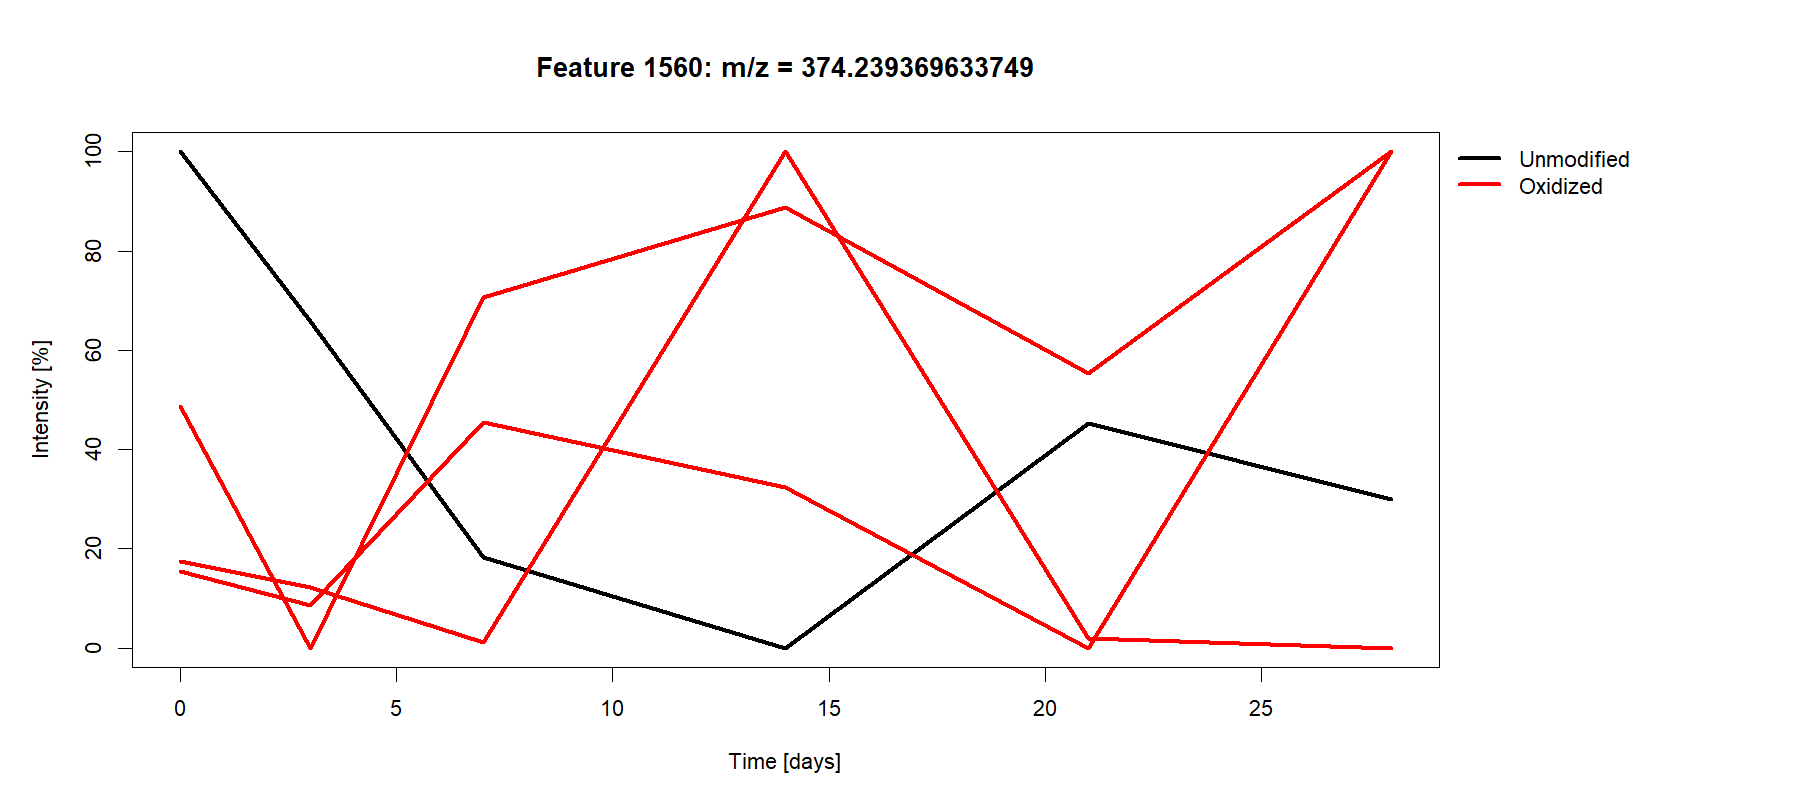 Feature 1560: m/z = 374.239369633749
Unmodified
Oxidized
Intensity [%]
100
80
60
40
20
0
0 5 10 15 20 25
Time [days]